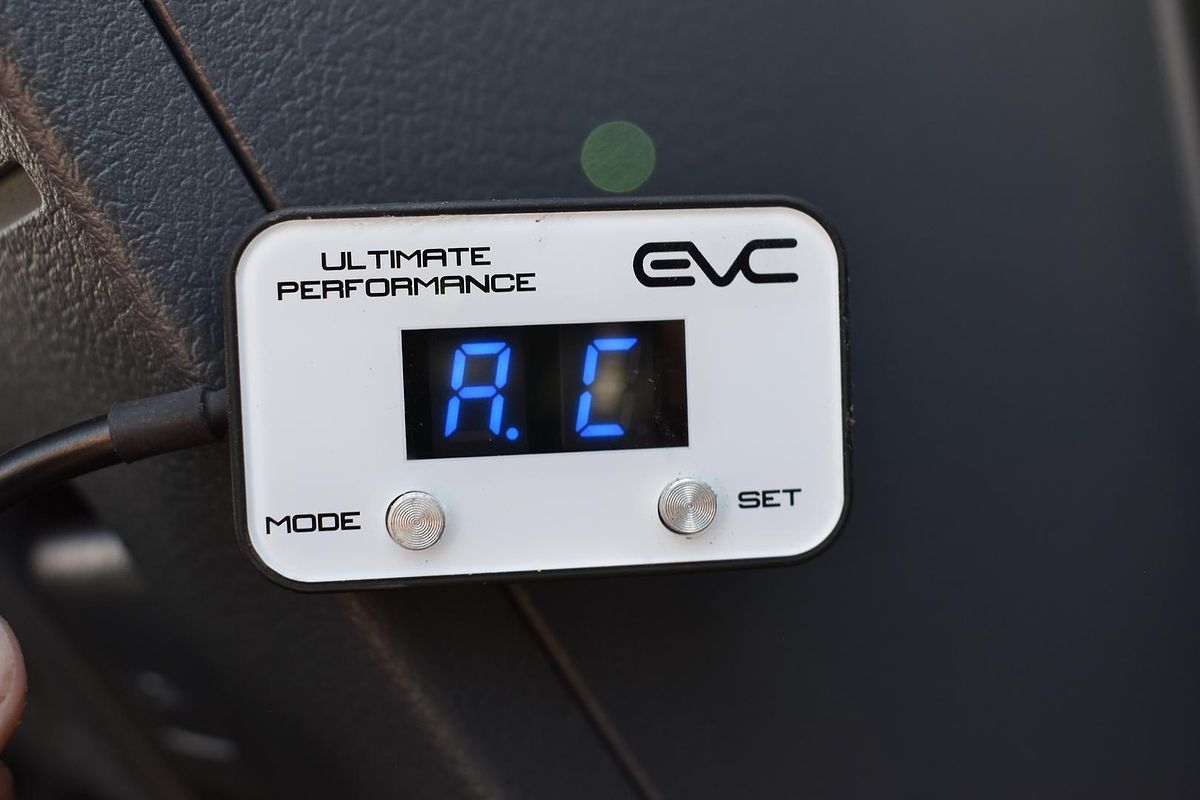 ULTIMATE
PERFORMANCE
EVC
A. C
MODE
SET